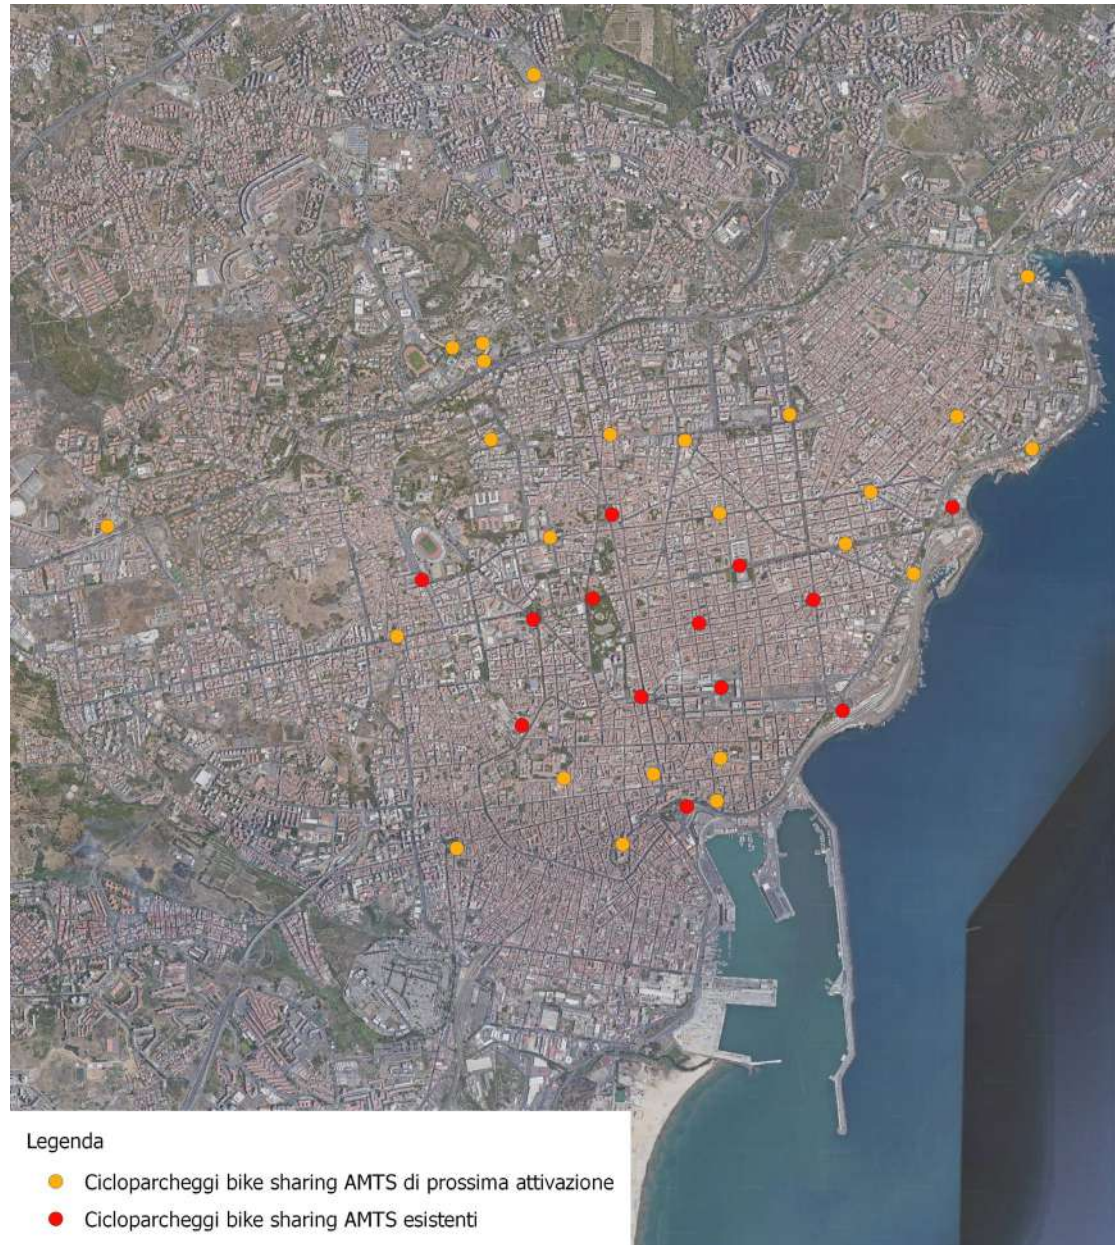 Legenda
Cicloparcheggi bike sharing AMTS di prossima attivazione
Cicloparcheggi bike sharing AMTS esistenti